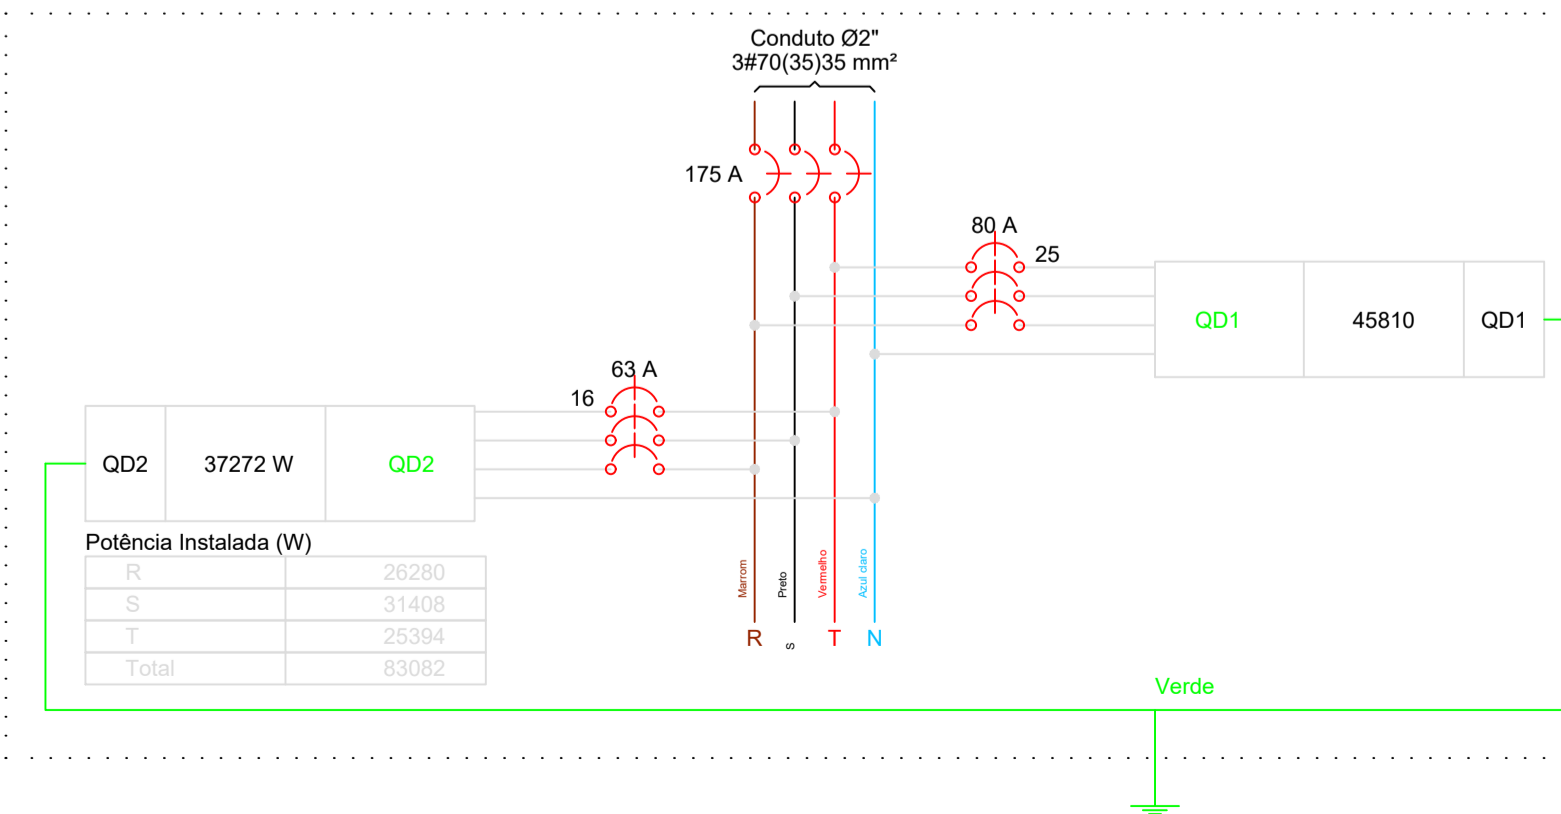 Conduto Ø2"
3#70(35)35 mm²
175 A
80 A
25
QD1
45810
QD1
63 A
16
QD2
37272 W
QD2
Potência Instalada (W)
R 26280
S 31408
T 25394
Total 83082
Marrom
Preto
Vermelho
Azul claro
R
S
T
N
Verde